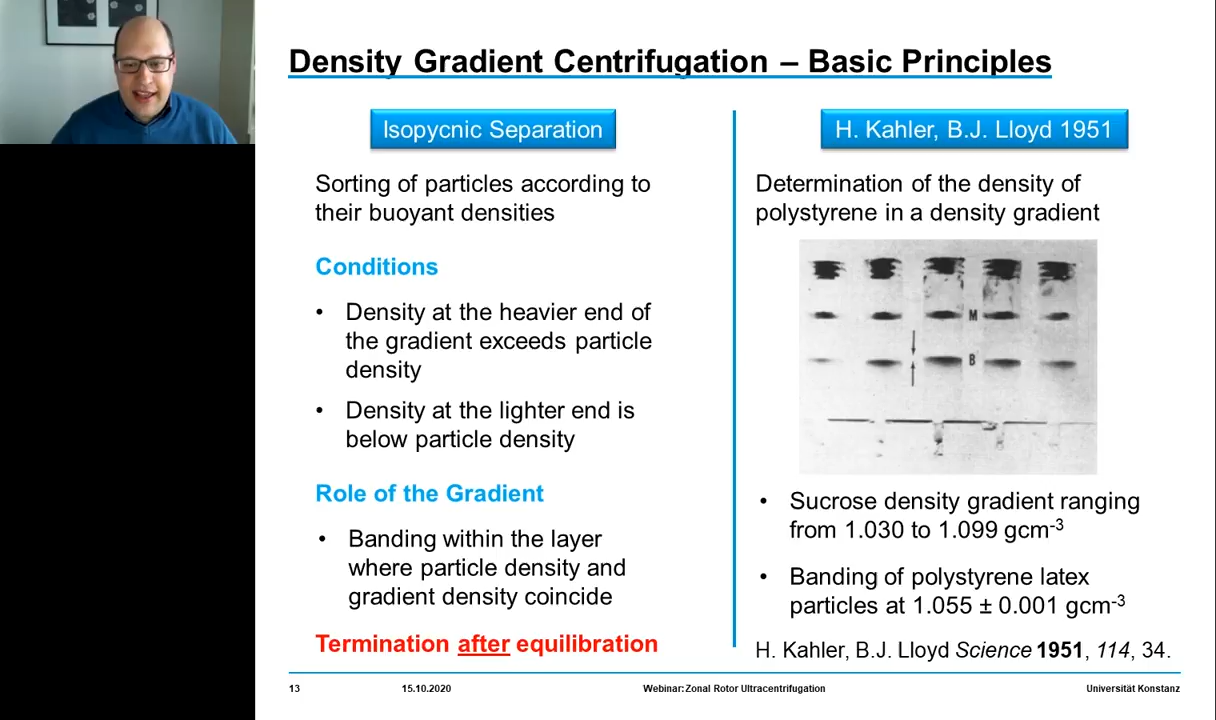 Density Gradient Centrifugation – Basic Principles
Isopycnic Separation
Sorting of particles according to
their buoyant densities
Conditions
• Density at the heavier end of
the gradient exceeds particle
density
• Density at the lighter end is
below particle density
Role of the Gradient
• Banding within the layer
where particle density and
gradient density coincide
Termination after equilibration
H. Kahler, B.J. Lloyd 1951
Determination of the density of
polystyrene in a density gradient
M
B
• Sucrose density gradient ranging
from 1.030 to 1.099 gcm-3
• Banding of polystyrene latex
particles at 1.055 ± 0.001 gcm-3
H. Kahler, B.J. Lloyd Science 1951, 114, 34.
13 15.10.2020 Webinar: Zonal Rotor Ultracentrifugation Universität Konstanz